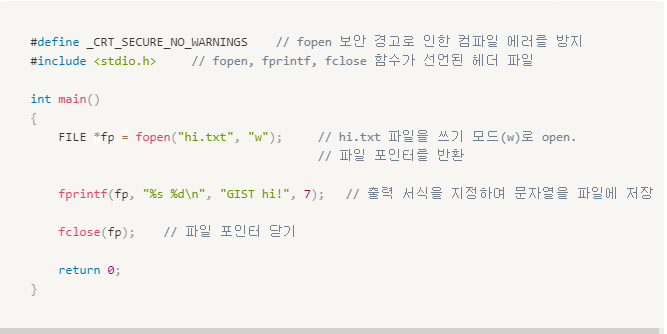 #define _CRT_SECURE_NO_WARNINGS    // fopen 보안 경고로 인한 컴파일 에러를 방지
#include <stdio.h>     // fopen, fprintf, fclose 함수가 선언된 헤더 파일
int main()
{
    FILE *fp = fopen("hi.txt", "w");     // hi.txt 파일을 쓰기 모드(w)로 open.
                                         // 파일 포인터를 반환
    fprintf(fp, "%s %d\n", "GIST hi!", 7);   // 출력 서식을 지정하여 문자열을 파일에 저장
    fclose(fp);    // 파일 포인터 닫기
    return 0;
}